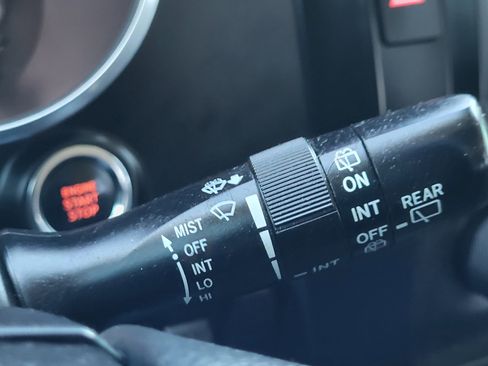 ENGINE
START
STOP
MIST
OFF
INT
LO
HI
INT
ON
INT
OFF
REAR